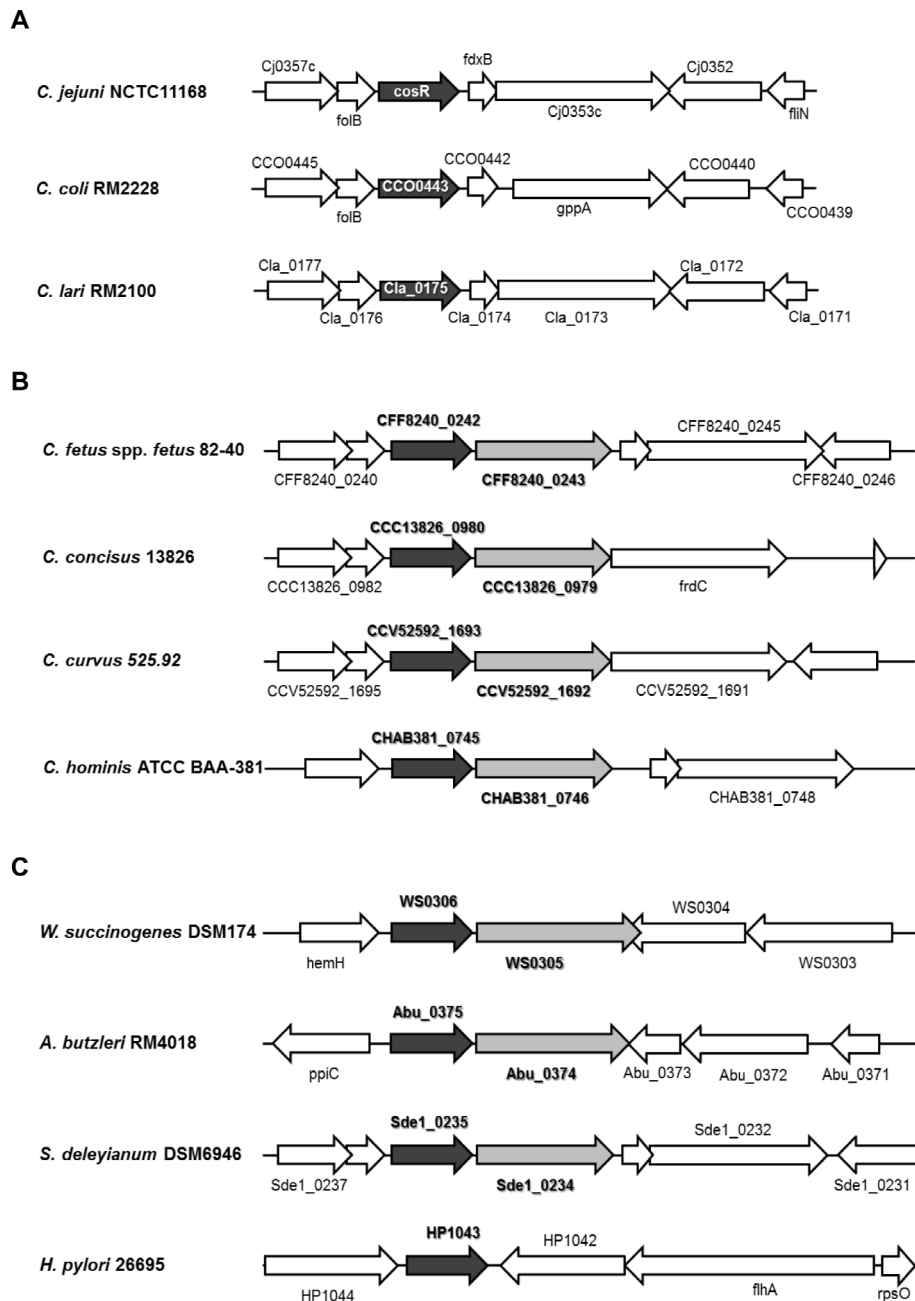 A
Cj0357c
fdxB
Cj0352
C. jejuni NCTC11168
cosR
folB
Cj0353c
fliN
CCO0445
CCO0442
CCO0440
C. coli RM2228
CCO0443
folB
gppA
CCO0439
Cla_0177
Cla_0172
C. lari RM2100
Cla_0175
Cla_0176
Cla_0174
Cla_0173
Cla_0171
B
CFF8240_0242
CFF8240_0245
C. fetus spp. fetus 82-40
CFF8240_0240
CFF8240_0243
CFF8240_0246
CCC13826_0980
C. concisus 13826
CCC13826_0982
CCC13826_0979
frdC
CCV52592_1693
C. curvus 525.92
CCV52592_1695
CCV52592_1692
CCV52592_1691
CHAB381_0745
C. hominis ATCC BAA-381
CHAB381_0746
CHAB381_0748
C
WS0306
WS0304
W. succinogenes DSM174
hemH
WS0305
WS0303
Abu_0375
A. butzleri RM4018
ppiC
Abu_0374
Abu_0373
Abu_0372
Abu_0371
Sde1_0235
Sde1_0232
S. deleyianum DSM6946
Sde1_0237
Sde1_0234
Sde1_0231
HP1043
HP1042
H. pylori 26695
HP1044
flhA
rpsO